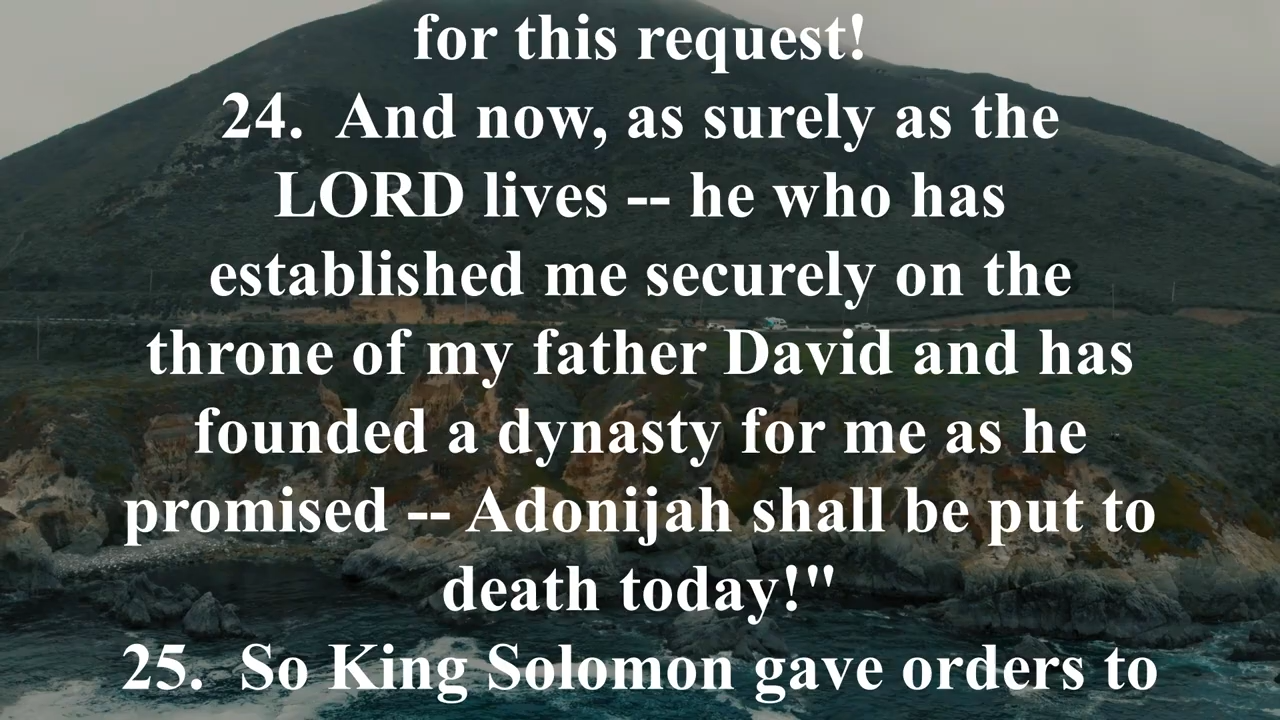 for this request!
24. And now, as surely as the
LORD lives -- he who has
established me securely on the
throne of my father David and has
founded a dynasty for me as he
promised -- Adonijah shall be put to
death today!"
25. So King Solomon gave orders to